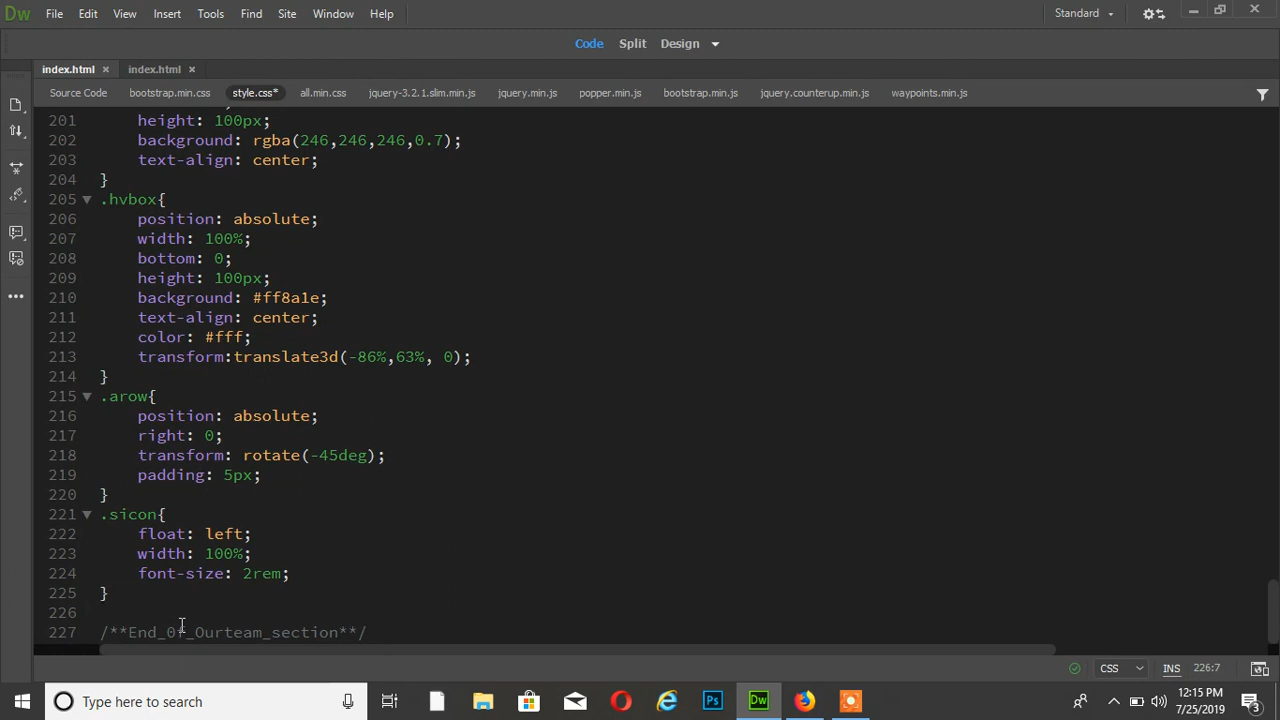 Dw File Edit View Insert Tools Find Site Window Help Standard
Code Split Design
index.html index.html
Source Code bootstrap.min.css style.css* all.min.css jquery-3.2.1.slim.min.js jquery.min.js popper.min.js bootstrap.min.js jquery.counterup.min.js waypoints.min.js
201 height: 100px;
202 background: rgba(246,246,246,0.7);
203 text-align: center;
204 }
205 .hvbox{
206 position: absolute;
207 width: 100%;
208 bottom: 0;
209 height: 100px;
210 background: #ff8a1e;
211 text-align: center;
212 color: #fff;
213 transform:translate3d(-86%,63%, 0);
214 }
215 .arow{
216 position: absolute;
217 right: 0;
218 transform: rotate(-45deg);
219 padding: 5px;
220 }
221 .sicon{
222 float: left;
223 width: 100%;
224 font-size: 2rem;
225 }
226
227 /**End_Of_Ourteam_section**/
CSS INS 226:7
Type here to search
Ps Dw
12:15 PM
7/25/2019
3